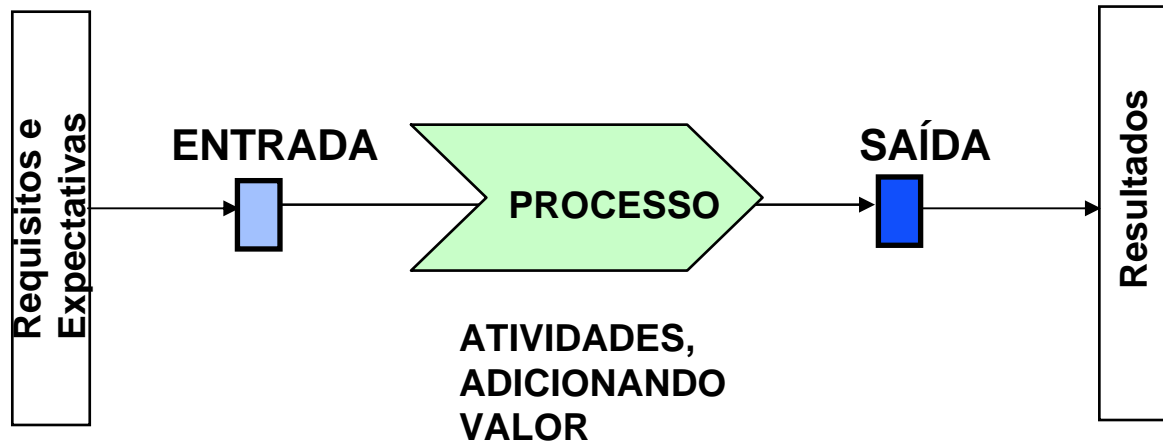 Requisitos e
Expectativas
ENTRADA
PROCESSO
ATIVIDADES,
ADICIONANDO
VALOR
SAÍDA
Resultados